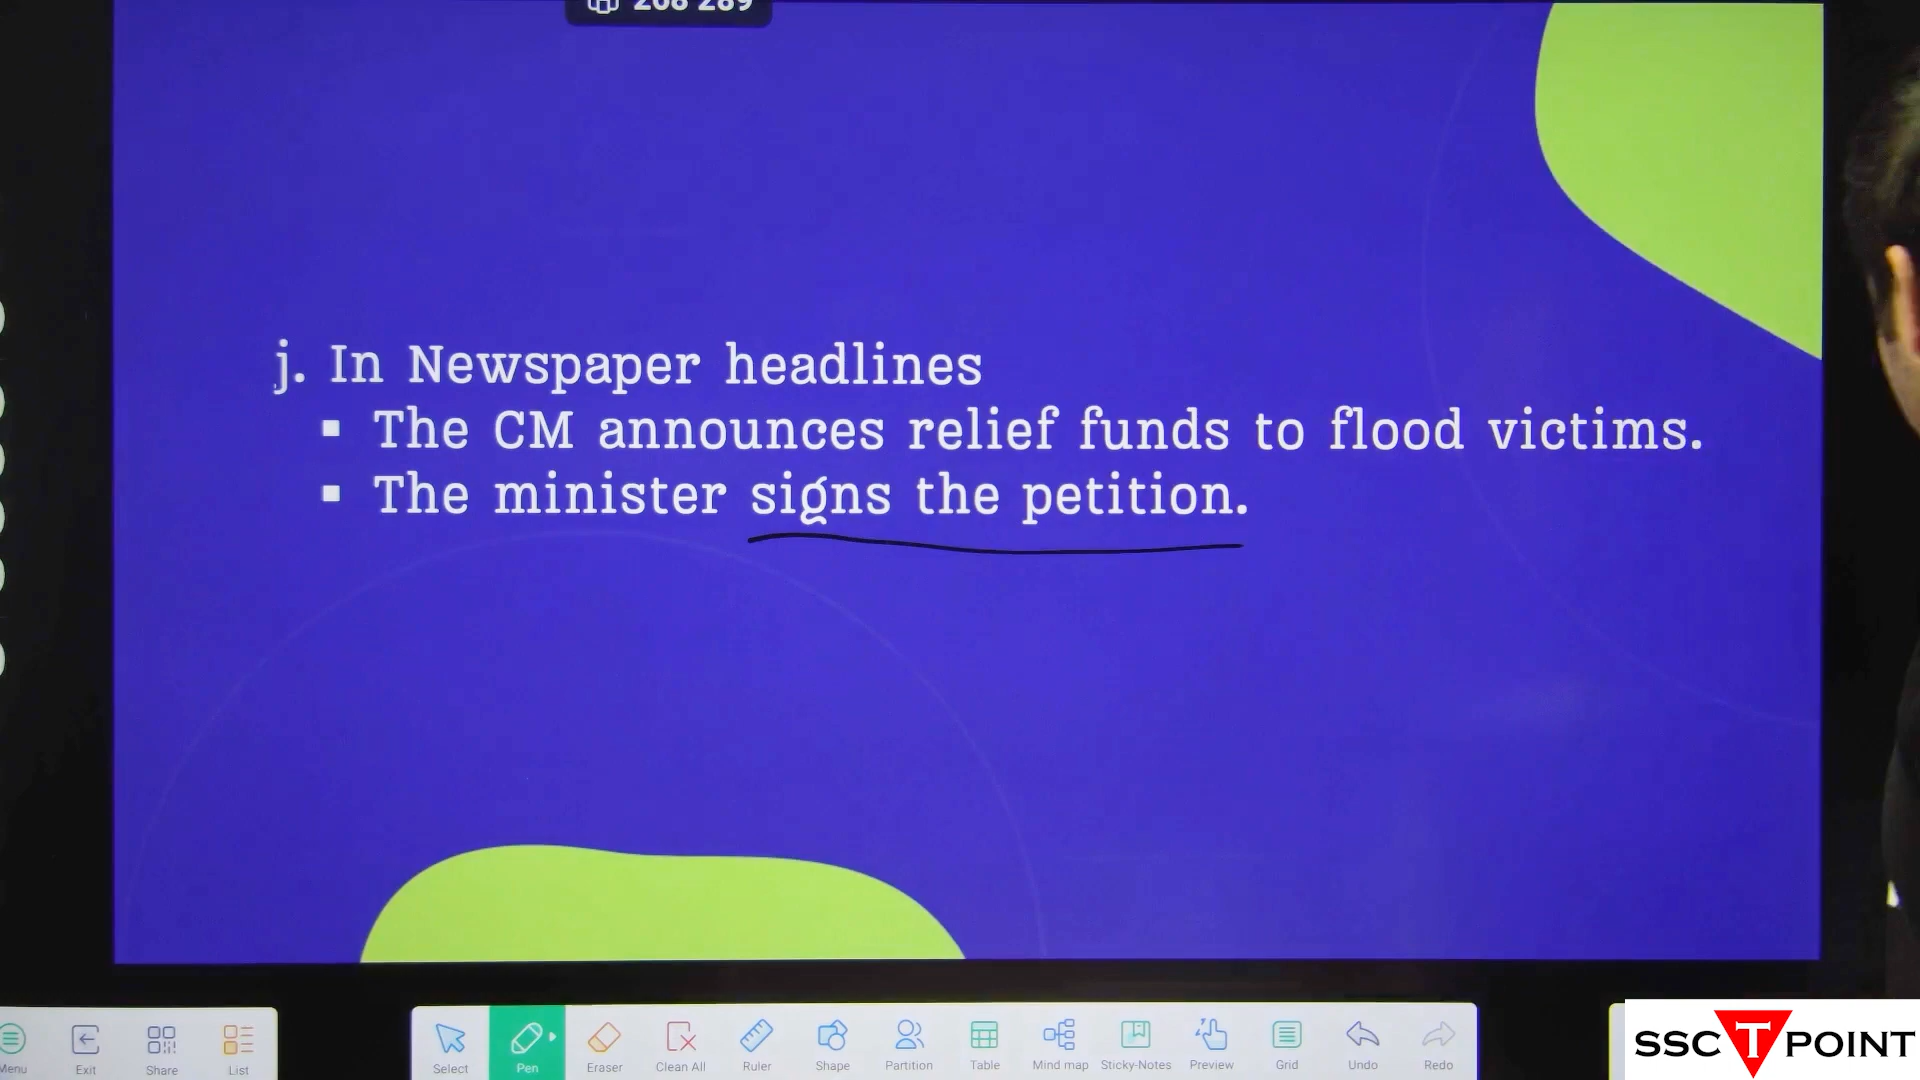 208 289
j. In Newspaper headlines
▪ The CM announces relief funds to flood victims.
▪ The minister signs the petition.
Menu Exit Share List Select Pen Eraser Clean All Ruler Shape Partition Table Mind map Sticky-Notes Preview Grid Undo Redo
SSC T POINT